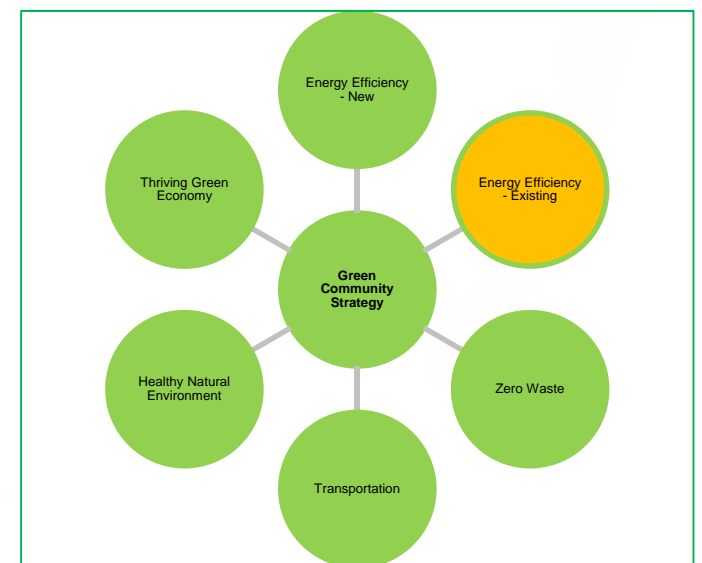 Energy Efficiency
- New
Thriving Green
Economy
Energy Efficiency
- Existing
Green
Community
Strategy
Healthy Natural
Environment
Zero Waste
Transportation